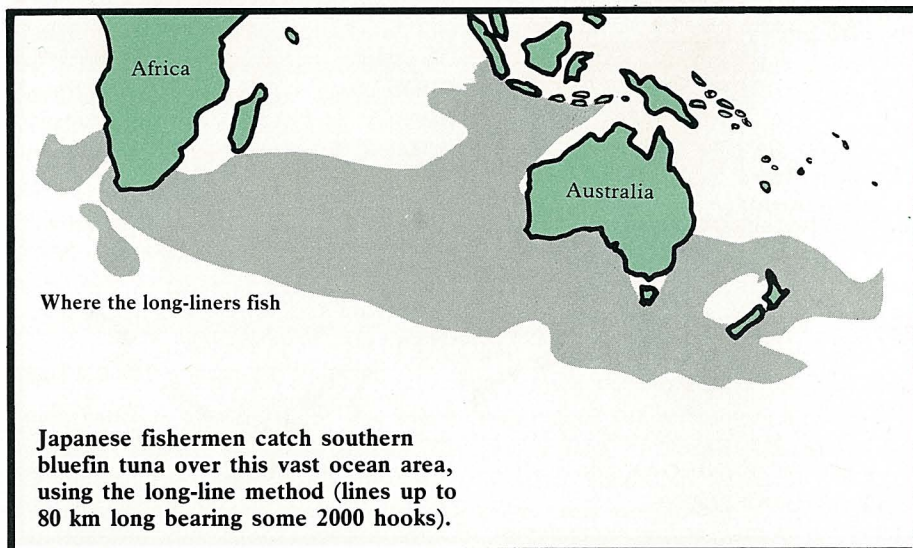 Africa
Australia
Where the long-liners fish
Japanese fishermen catch southern
bluefin tuna over this vast ocean area,
using the long-line method (lines up to
80 km long bearing some 2000 hooks).